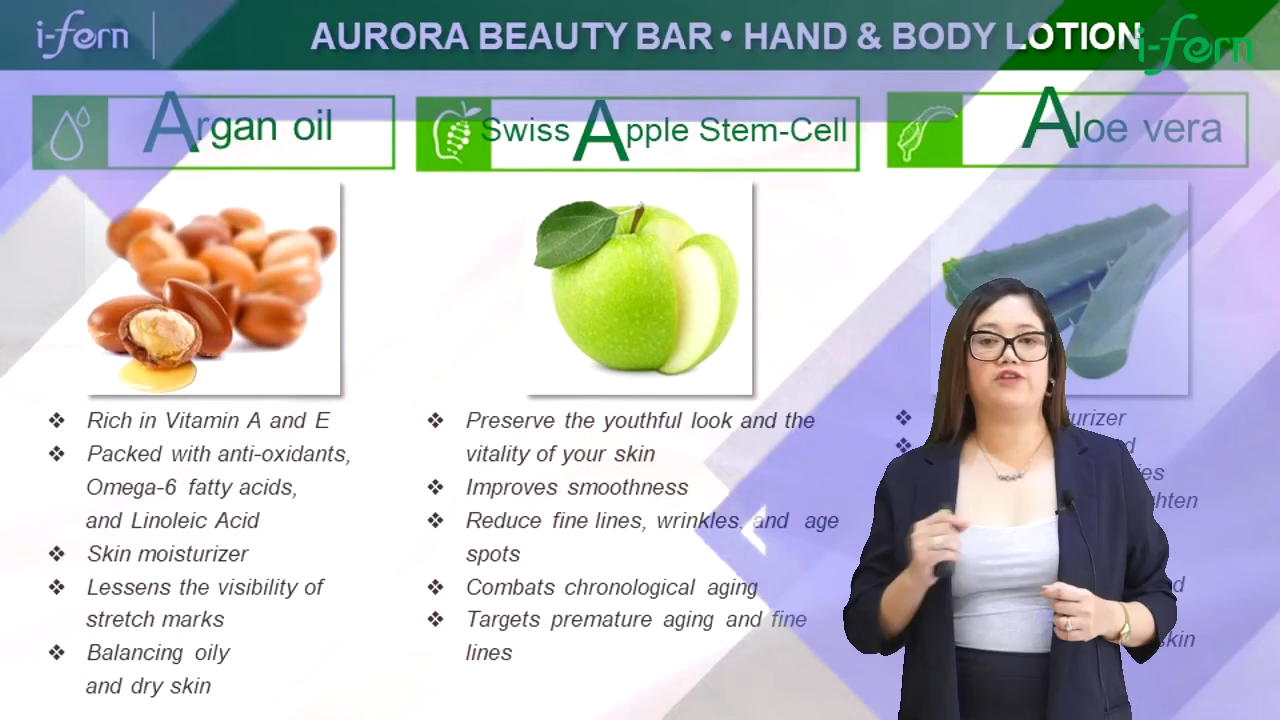 i-fern
AURORA BEAUTY BAR • HAND & BODY LOTION
i-fern
Argan oil
Swiss Apple Stem-Cell
Aloe vera
❖ Rich in Vitamin A and E
❖ Packed with anti-oxidants,
Omega-6 fatty acids,
and Linoleic Acid
❖ Skin moisturizer
❖ Lessens the visibility of
stretch marks
❖ Balancing oily
and dry skin
❖ Preserve the youthful look and the
vitality of your skin
❖ Improves smoothness
❖ Reduce fine lines, wrinkles, and age
spots
❖ Combats chronological aging
❖ Targets premature aging and fine
lines
❖
❖
skin